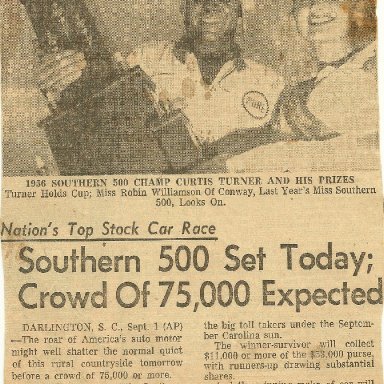 PURE
1956 SOUTHERN 500 CHAMP CURTIS TURNER AND HIS PRIZES
Turner Holds Cup; Miss Robin Williamson Of Conway, Last Year's Miss Southern
500, Looks On.
Nation's Top Stock Car Race
Southern 500 Set Today;
Crowd Of 75,000 Expected
DARLINGTON, S. C., Sept. 1 (AP)
—The roar of America's auto motor
might well shatter the normal quiet
of this rural countryside tomorrow
before a crowd of 75,000 or more.
the big toll takers under the Septem-
ber Carolina sun.
The winner-survivor will collect
$11,000 or more of the $53,000 purse,
with runners-up drawing substantial
shares.